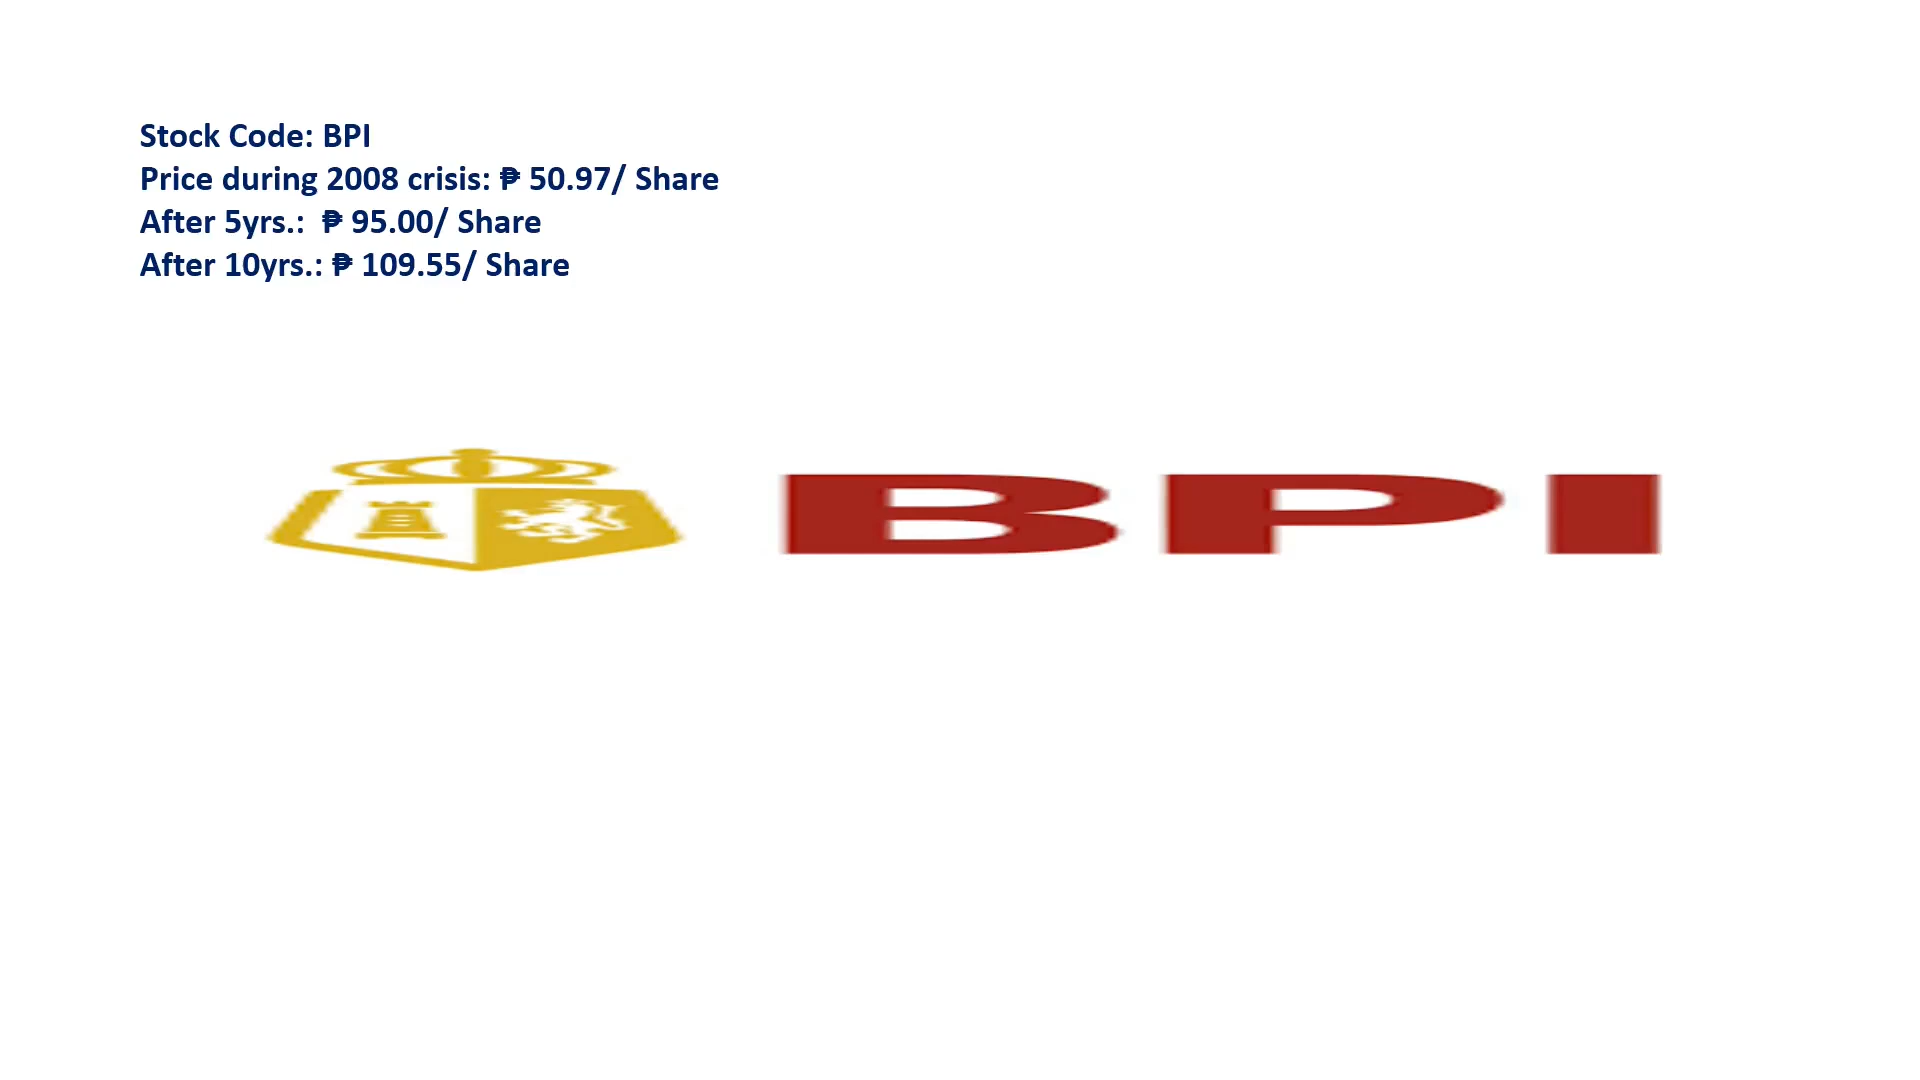 Stock Code: BPI
Price during 2008 crisis: ₱ 50.97/ Share
After 5yrs.:  ₱ 95.00/ Share
After 10yrs.: ₱ 109.55/ Share
BPI